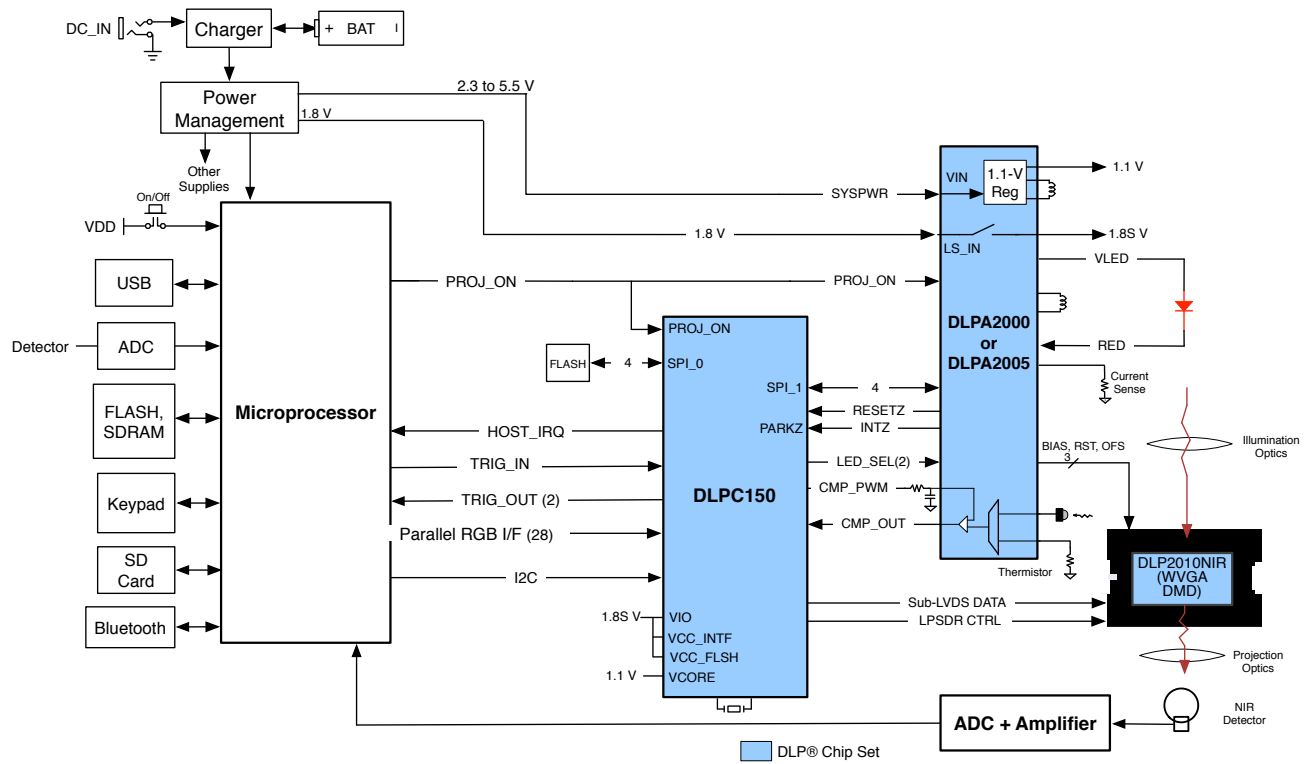 DC_IN
Charger
+ BAT I
Power
Management
2.3 to 5.5 V
1.8 V
Other
Supplies
On/Off
VDD
USB
Detector
ADC
FLASH,
SDRAM
Keypad
SD
Card
Bluetooth
Microprocessor
PROJ_ON
PROJ_ON
SYSPWR
1.8 V
HOST_IRQ
TRIG_IN
TRIG_OUT (2)
Parallel RGB I/F (28)
I2C
FLASH
4
PROJ_ON
SPI_0
SPI_1
PARKZ
DLPC150
1.8S V
VIO
VCC_INTF
VCC_FLSH
1.1 V
VCORE
4
RESETZ
INTZ
LED_SEL(2)
CMP_PWM
CMP_OUT
Sub-LVDS DATA
LPSDR CTRL
VIN
1.1-V
Reg
LS_IN
DLPA2000
or
DLPA2005
1.1 V
1.8S V
VLED
RED
Current
Sense
BIAS, RST, OFS
3
Thermistor
Illumination
Optics
DLP2010NIR
(WVGA
DMD)
Projection
Optics
NIR
Detector
ADC + Amplifier
DLP® Chip Set